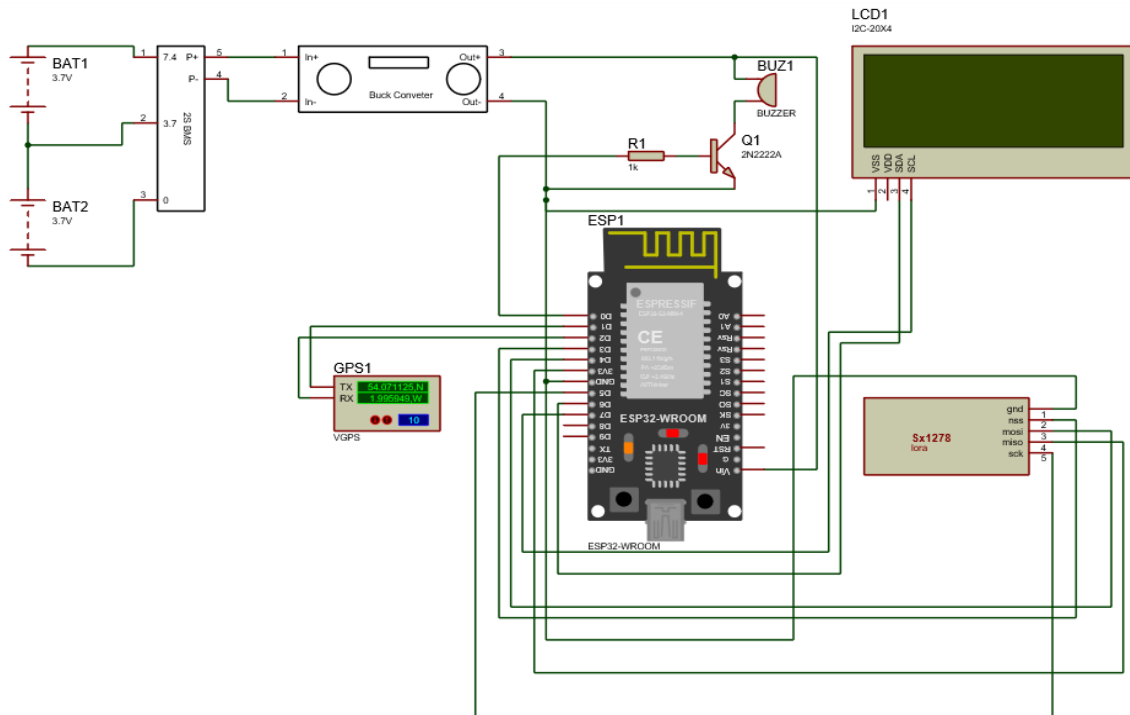 LCD1
I2C-20X4
BAT1
3.7V
1
7.4
P+
5
P-
4
2
3.7
2S BMS
3
0
BAT2
3.7V
1
In+
Out+
3
2
In-
Out-
4
Buck Conveter
BUZ1
BUZZER
R1
1k
Q1
2N2222A
VSS
VDD
SDA
SCL
1
2
3
4
ESP1
ESPRESSIF
CE
D0
D1
D2
D3
D4
3V3
GND
D5
D6
D7
D8
D9
TX
3V3
GND
A0
A1
Rsv
Rsv
S3
S2
S1
SC
SO
SK
3V
EN
RST
G
Vin
ESP32-WROOM
ESP32-WROOM
GPS1
TX
54.071125,N
RX
1.995949,W
10
VGPS
Sx1278
lora
gnd
nss
mosi
miso
sck
1
2
3
4
5